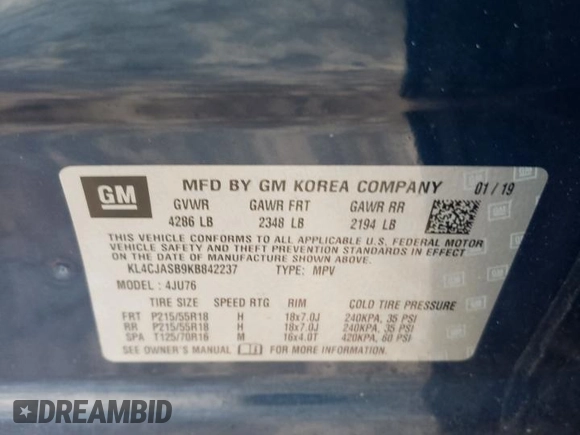 GM
MFD BY GM KOREA COMPANY 01/19
GVWR GAWR FRT GAWR RR
4286 LB 2348 LB 2194 LB
THIS VEHICLE CONFORMS TO ALL APPLICABLE U.S. FEDERAL MOTOR
VEHICLE SAFETY AND THEFT PREVENTION STANDARDS IN EFFECT
ON THE DATE OF MANUFACTURE SHOWN ABOVE.
KL4CJASB9KB842237 TYPE: MPV
MODEL: 4JU76
TIRE SIZE SPEED RTG RIM COLD TIRE PRESSURE
FRT P215/55R18 H 18x7.0J 240KPA, 35 PSI
RR P215/55R18 H 18x7.0J 240KPA, 35 PSI
SPA T125/70R16 M 16x4.0T 420KPA, 60 PSI
SEE OWNER'S MANUAL FOR MORE INFORMATION.
DREAMBID